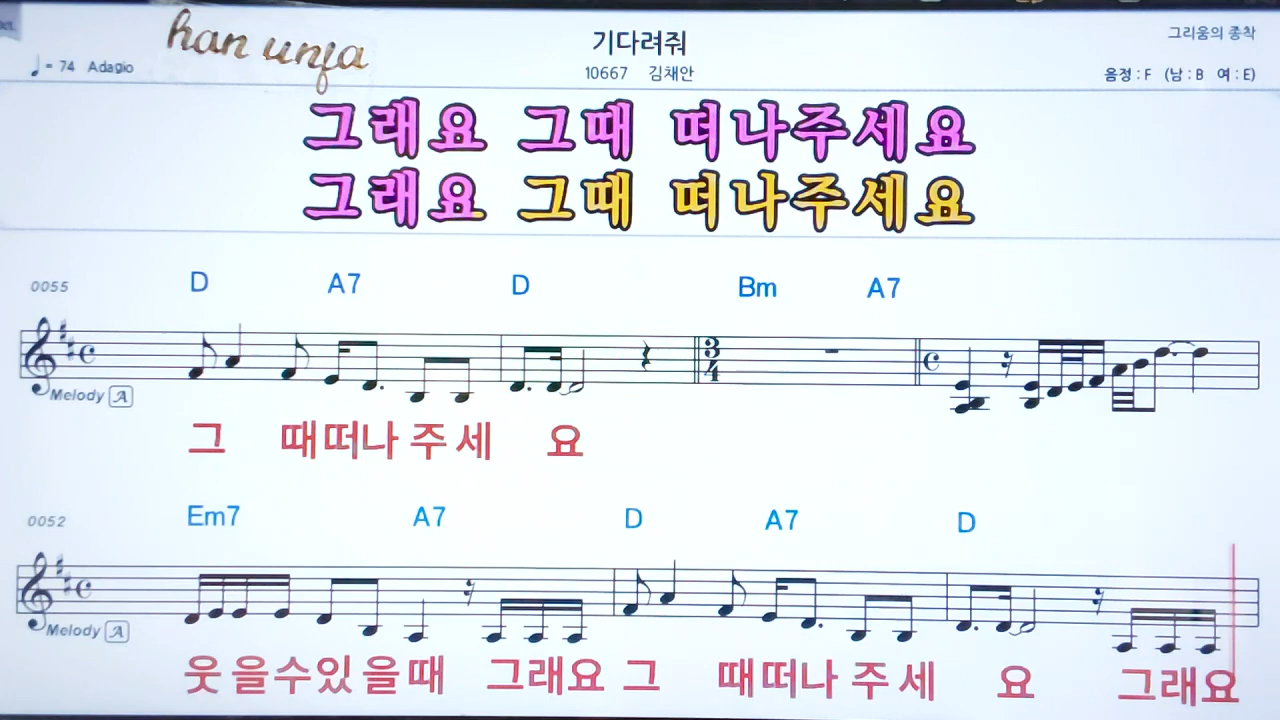 han unja
기다려줘
그리움의 종착
♩= 74 Adagio
10667 김채안
음정 : F (남 : B 여 : E)
그래요 그때 떠나주세요
그래요 그때 떠나주세요
0055 D A7 D Bm A7
3 4
Melody A
그 때떠나 주 세 요
0052 Em7 A7 D A7 D
Melody A
웃 을수있 을때 그래요 그 때떠나 주 세 요 그래요